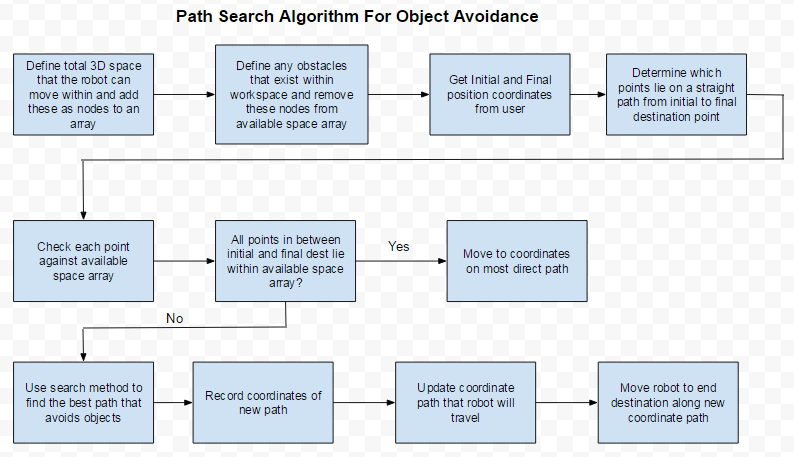 Path Search Algorithm For Object Avoidance
Define total 3D space
that the robot can
move within and add
these as nodes to an
array
Define any obstacles
that exist within
workspace and remove
these nodes from
available space array
Get Initial and Final
position coordinates
from user
Determine which
points lie on a straight
path from initial to final
destination point
Check each point
against available
space array
All points in between
initial and final dest lie
within available space
array?
Yes
Move to coordinates
on most direct path
No
Use search method to
find the best path that
avoids objects
Record coordinates of
new path
Update coordinate
path that robot will
travel
Move robot to end
destination along new
coordinate path